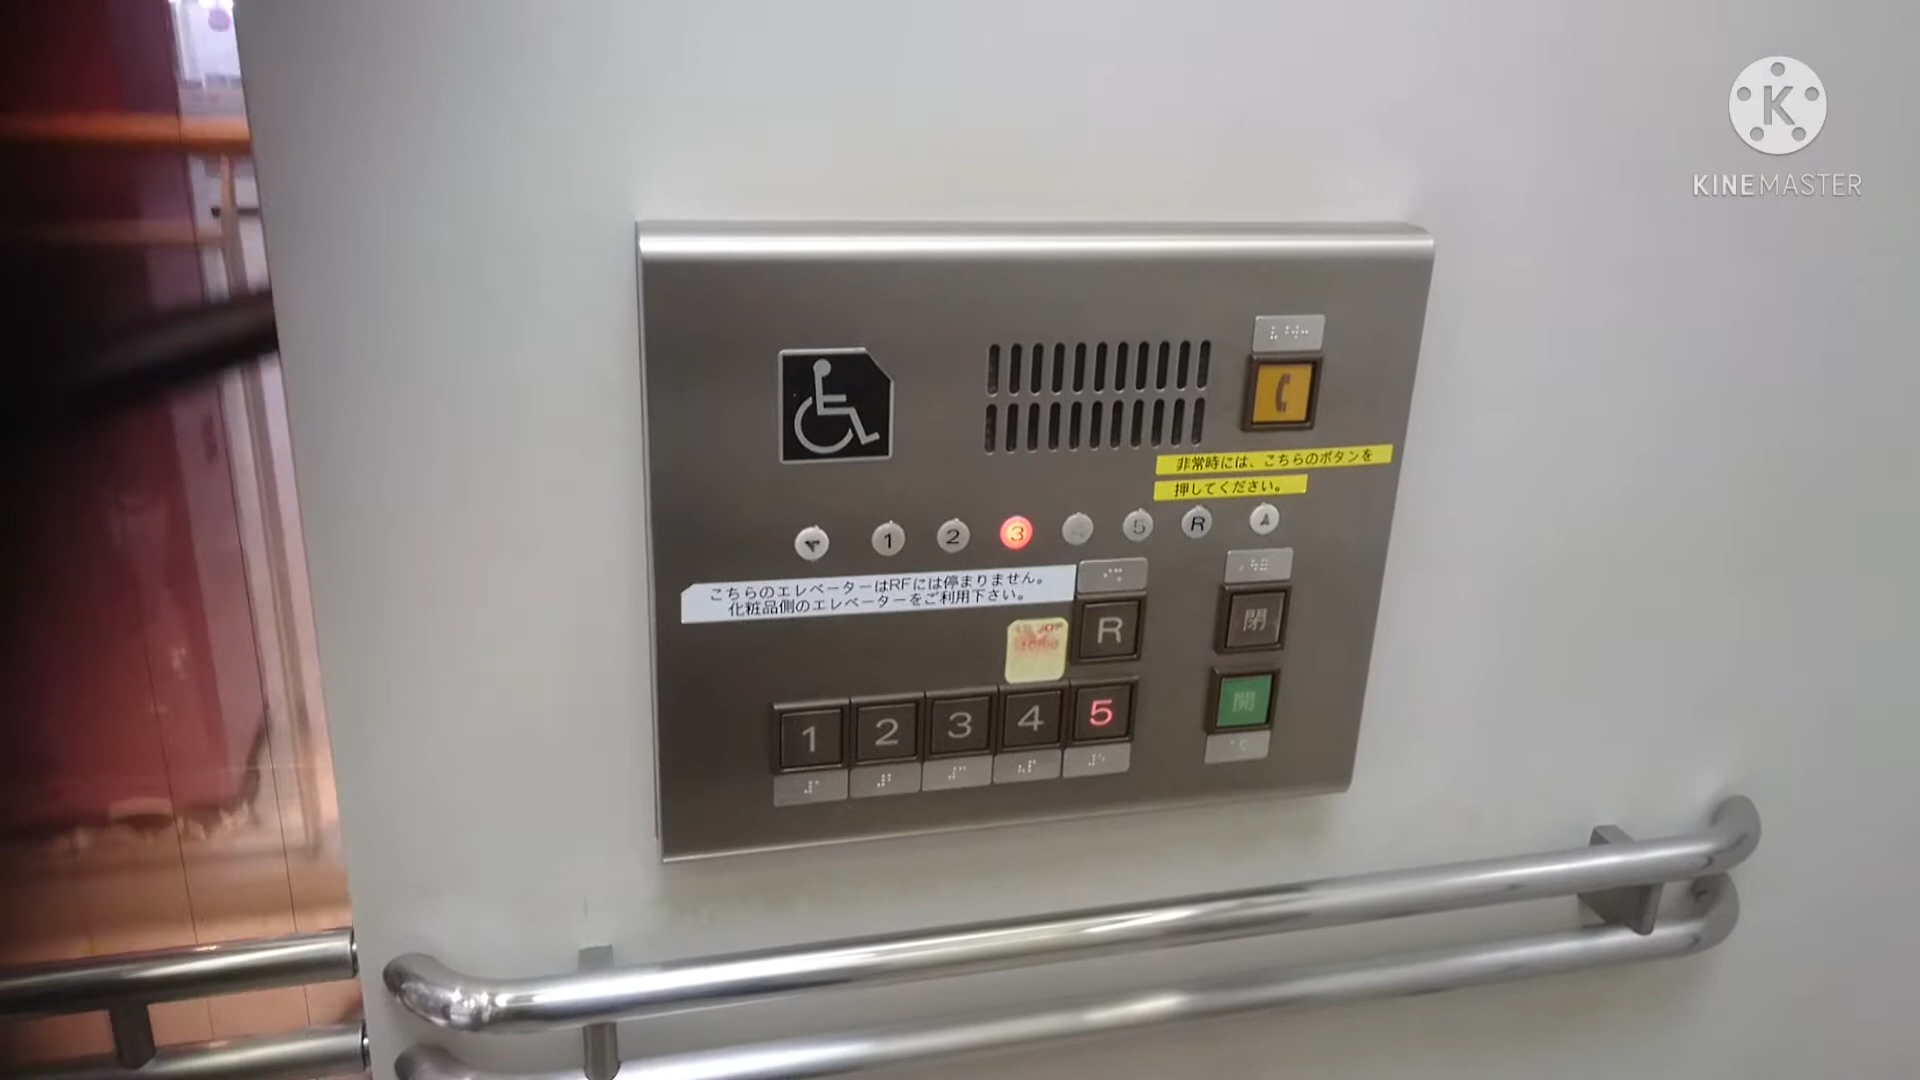 KINEMASTER
非常時には、こちらのボタンを
押してください。
1 2 3 4 5 R
こちらのエレベーターはRFには停まりません。
化粧品側のエレベーターをご利用下さい。
R 閉
1 2 3 4 5 開